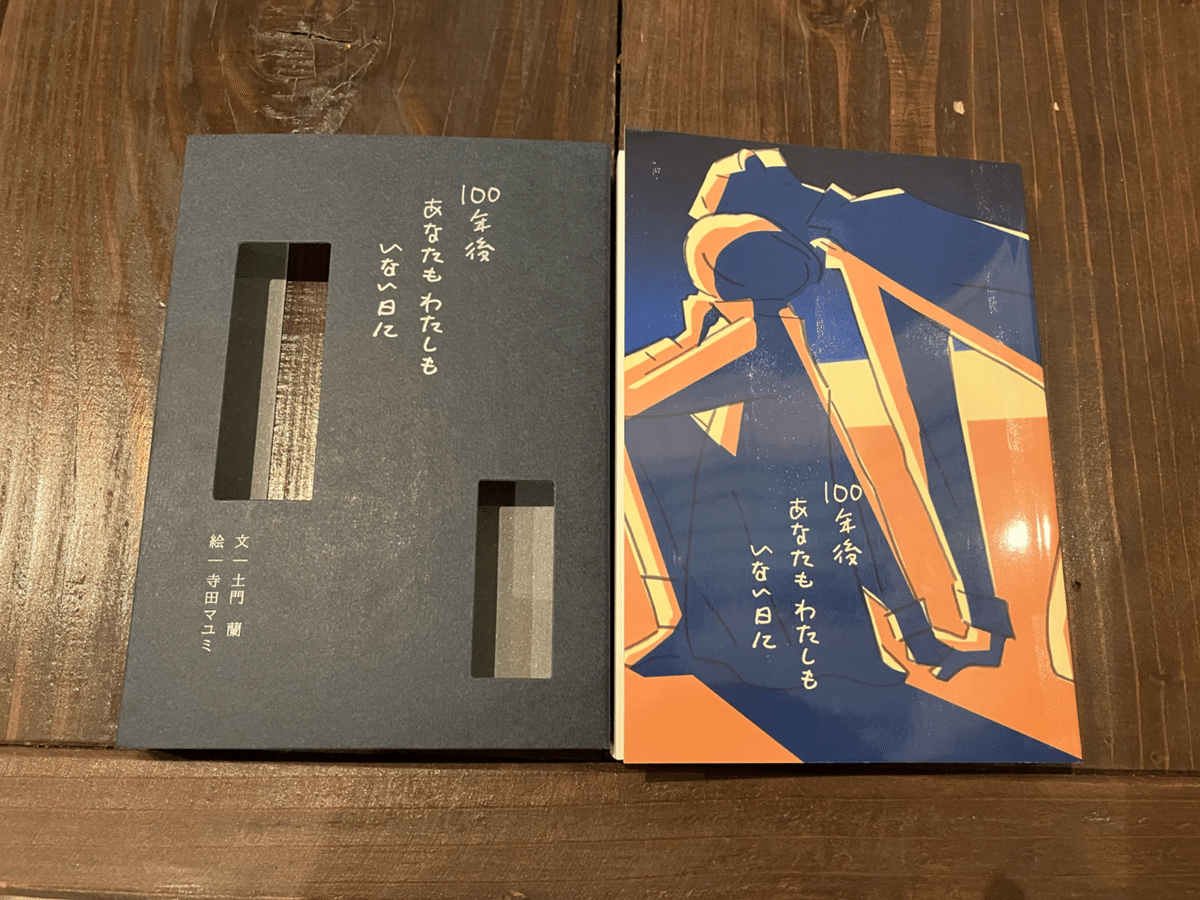 100年後
あなたも わたしも
いない日に
文 ー 土門 蘭
絵 ー 寺田マユミ
100年後
あなたも わたしも
いない日に